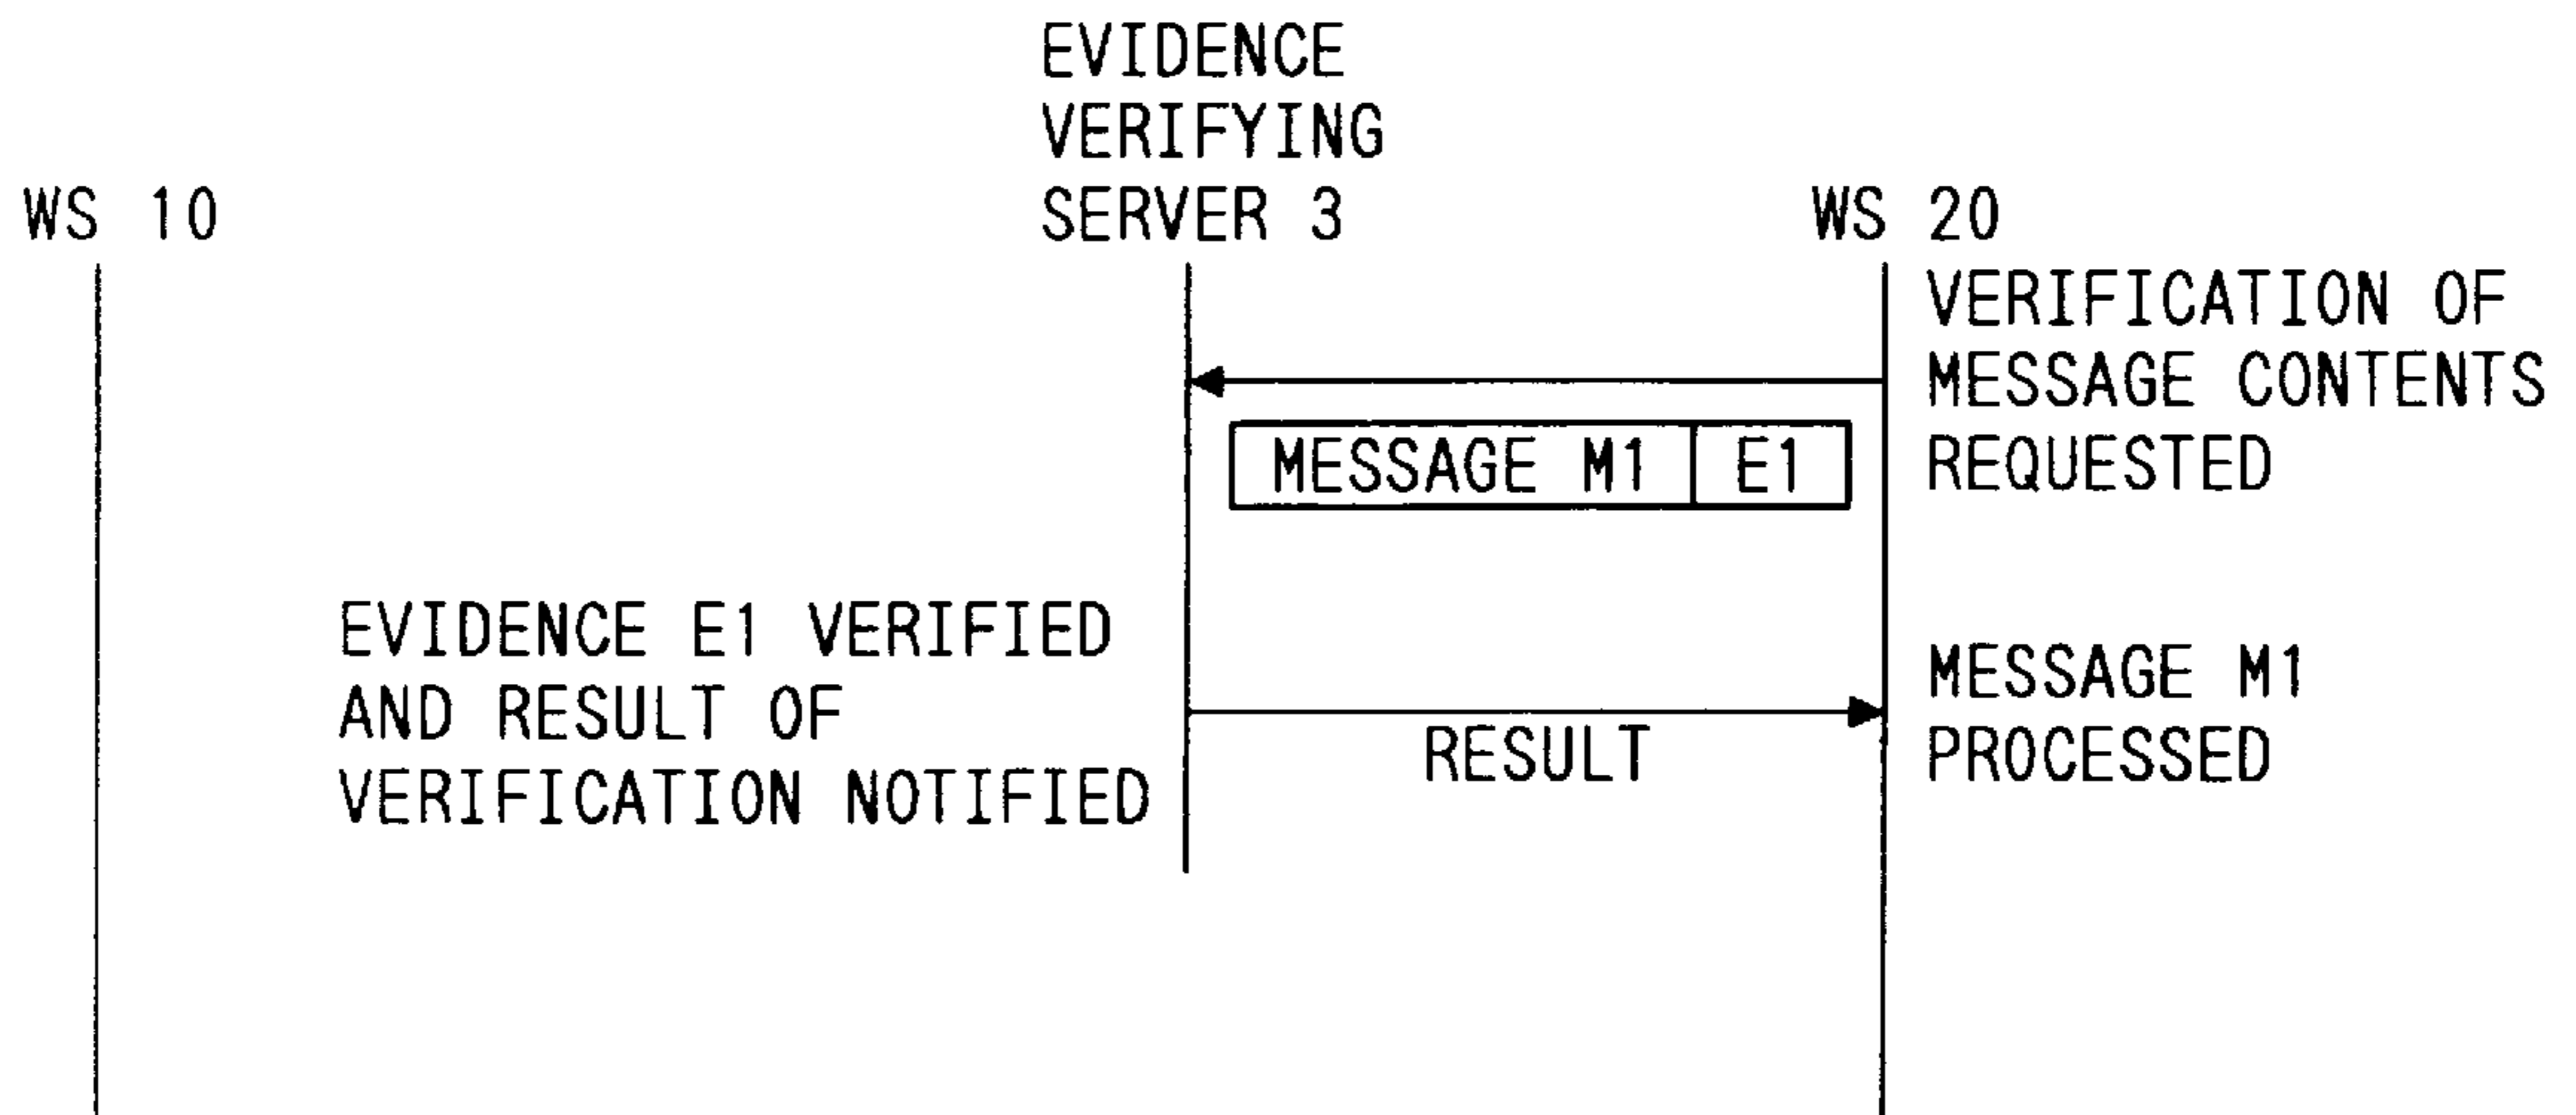 WS 10
EVIDENCE
VERIFYING
SERVER 3
WS 20
VERIFICATION OF
MESSAGE CONTENTS
REQUESTED
MESSAGE M1 E1
EVIDENCE E1 VERIFIED
AND RESULT OF
VERIFICATION NOTIFIED
RESULT
MESSAGE M1
PROCESSED